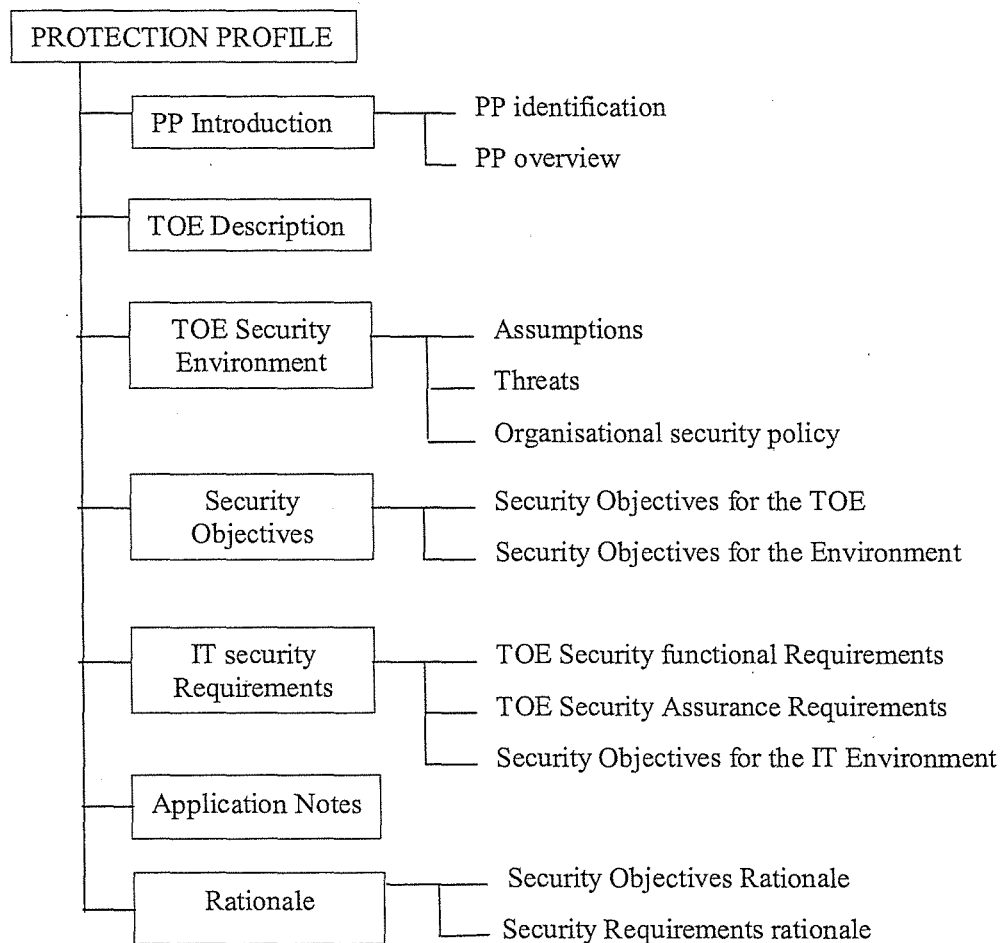 PROTECTION PROFILE
PP Introduction
PP identification
PP overview
TOE Description
TOE Security
Environment
Assumptions
Threats
Organisational security policy
Security
Objectives
Security Objectives for the TOE
Security Objectives for the Environment
IT security
Requirements
TOE Security functional Requirements
TOE Security Assurance Requirements
Security Objectives for the IT Environment
Application Notes
Rationale
Security Objectives Rationale
Security Requirements rationale